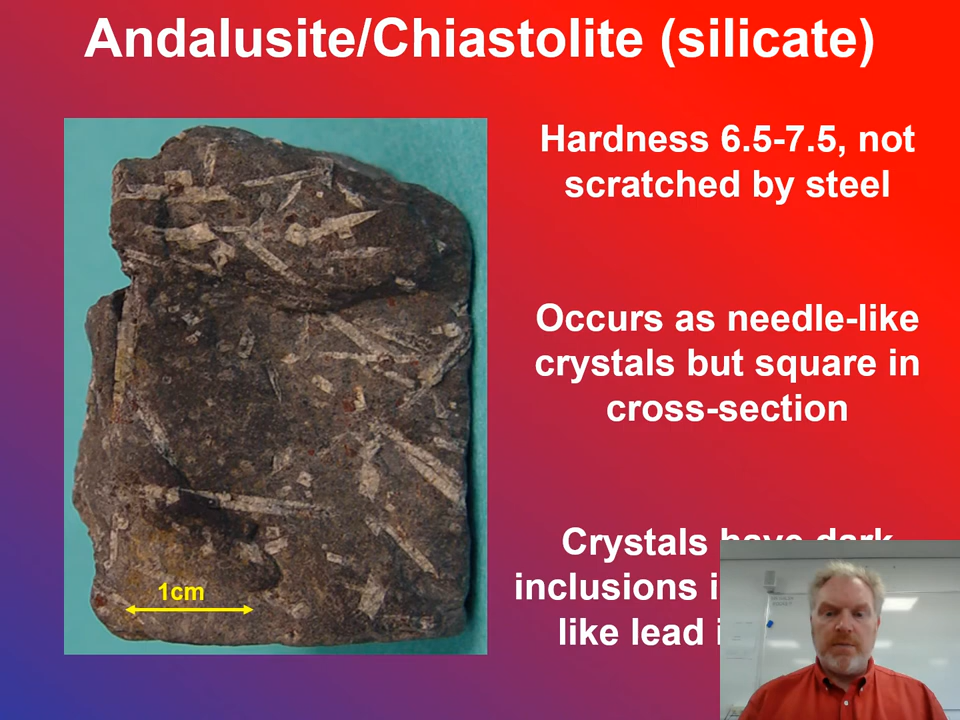 Andalusite/Chiastolite (silicate)
Hardness 6.5-7.5, not
scratched by steel
Occurs as needle-like
crystals but square in
cross-section
Crystals have dark
inclusions
like lead
1cm